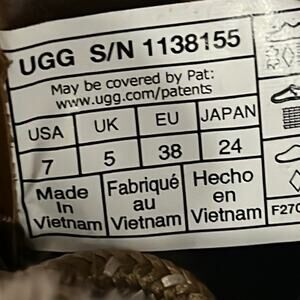 UGG S/N 1138155
May be covered by Pat:
www.ugg.com/patents
USA UK EU JAPAN
7 5 38 24
Made in Vietnam
Fabriqué au Vietnam
Hecho en Vietnam
F270